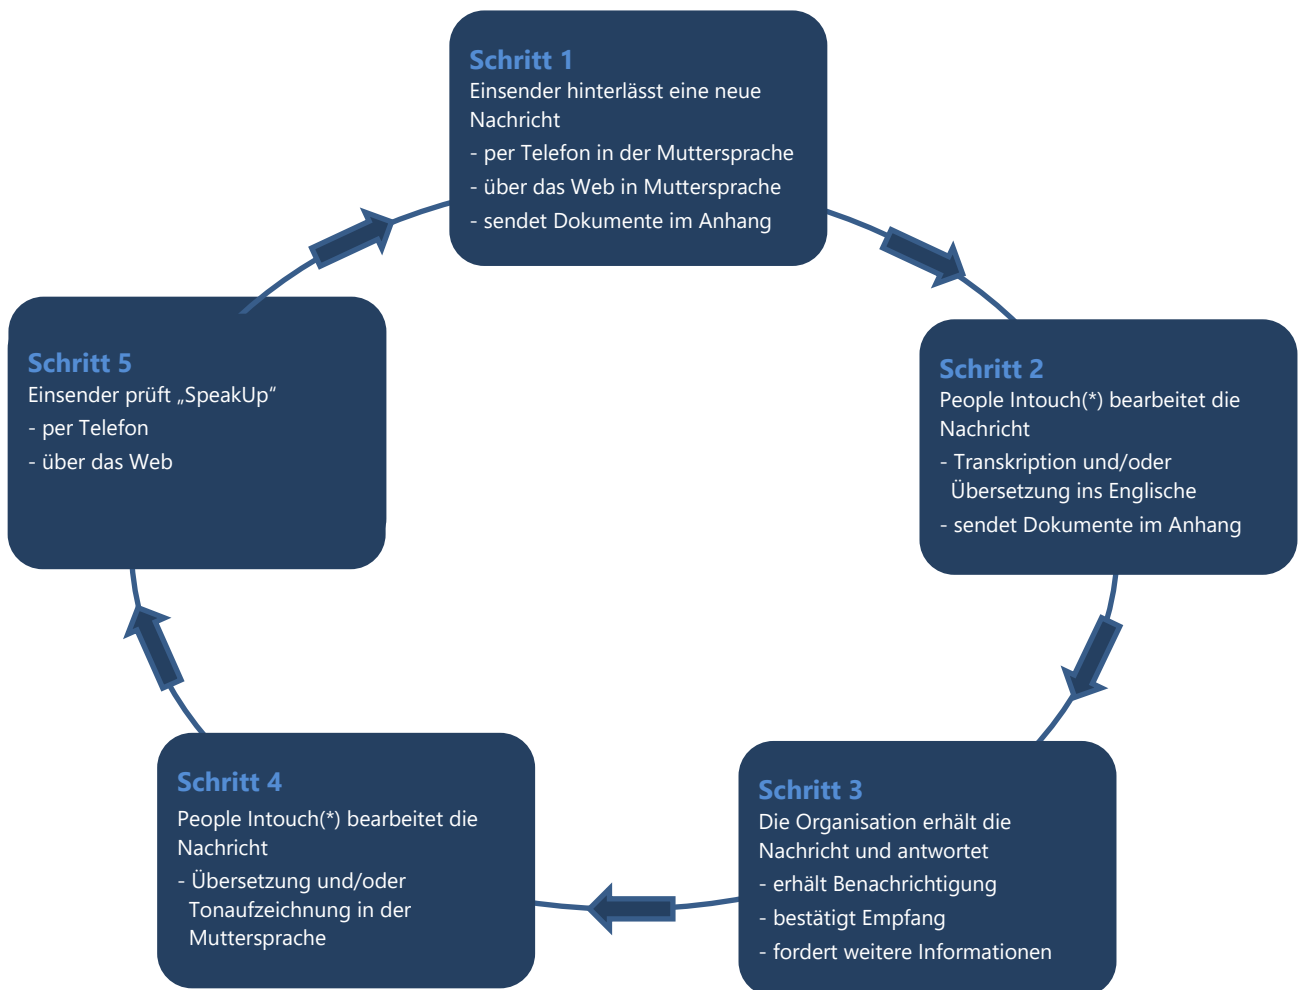 Schritt 1
Einsender hinterlässt eine neue
Nachricht
- per Telefon in der Muttersprache
- über das Web in Muttersprache
- sendet Dokumente im Anhang
Schritt 2
People Intouch(*) bearbeitet die
Nachricht
- Transkription und/oder
Übersetzung ins Englische
- sendet Dokumente im Anhang
Schritt 3
Die Organisation erhält die
Nachricht und antwortet
- erhält Benachrichtigung
- bestätigt Empfang
- fordert weitere Informationen
Schritt 4
People Intouch(*) bearbeitet die
Nachricht
- Übersetzung und/oder
Tonaufzeichnung in der
Muttersprache
Schritt 5
Einsender prüft „SpeakUp“
- per Telefon
- über das Web